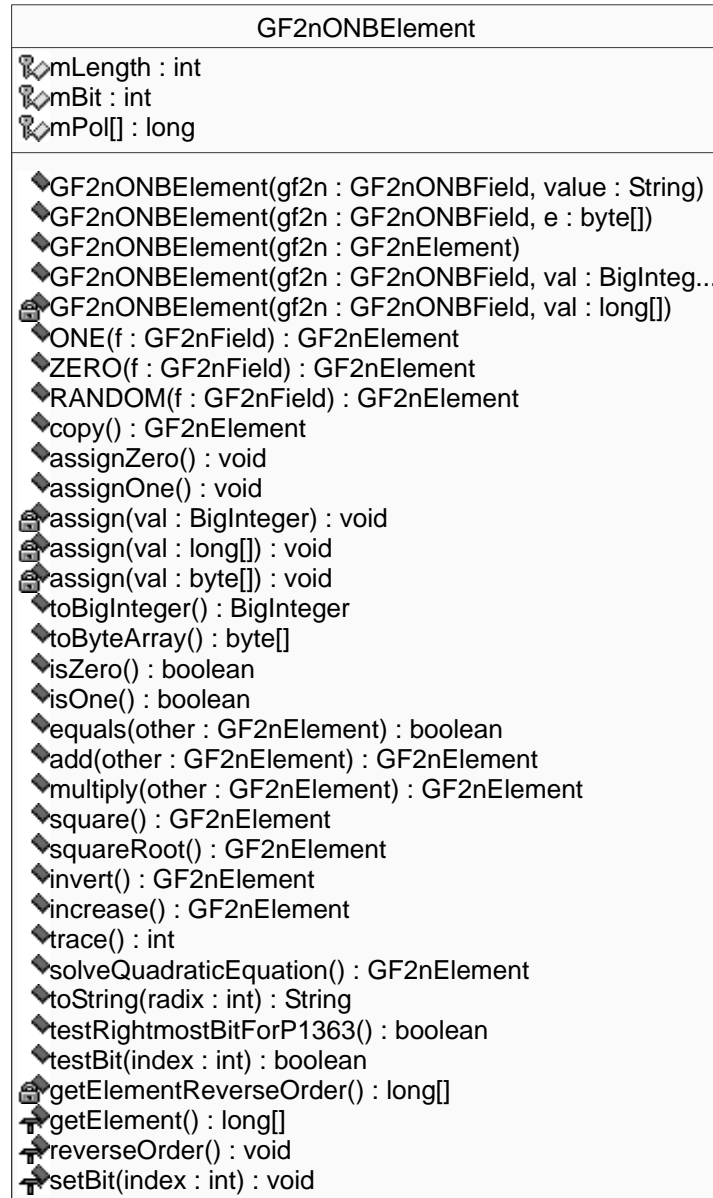 GF2nONBElement
mLength : int
mBit : int
mPol[] : long
GF2nONBElement(gf2n : GF2nONBField, value : String)
GF2nONBElement(gf2n : GF2nONBField, e : byte[])
GF2nONBElement(gf2n : GF2nElement)
GF2nONBElement(gf2n : GF2nONBField, val : BigInteg...
GF2nONBElement(gf2n : GF2nONBField, val : long[])
ONE(f : GF2nField) : GF2nElement
ZERO(f : GF2nField) : GF2nElement
RANDOM(f : GF2nField) : GF2nElement
copy() : GF2nElement
assignZero() : void
assignOne() : void
assign(val : BigInteger) : void
assign(val : long[]) : void
assign(val : byte[]) : void
toBigInteger() : BigInteger
toByteArray() : byte[]
isZero() : boolean
isOne() : boolean
equals(other : GF2nElement) : boolean
add(other : GF2nElement) : GF2nElement
multiply(other : GF2nElement) : GF2nElement
square() : GF2nElement
squareRoot() : GF2nElement
invert() : GF2nElement
increase() : GF2nElement
trace() : int
solveQuadraticEquation() : GF2nElement
toString(radix : int) : String
testRightmostBitForP1363() : boolean
testBit(index : int) : boolean
getElementReverseOrder() : long[]
getElement() : long[]
reverseOrder() : void
setBit(index : int) : void